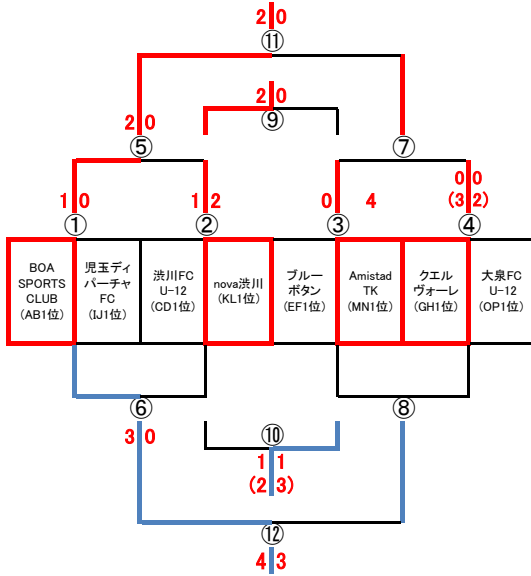 2 0
⑪
2 0
⑨
2 0
⑤
⑦
1 0
①
1 2
②
0 4
③
0 0
(3 2)
④
BOA
SPORTS
CLUB
(AB1位)
児玉ディ
パーチャ
FC
(IJ1位)
渋川FC
U-12
(CD1位)
nova渋川
(KL1位)
ブルー
ボタン
(EF1位)
Amistad
TK
(MN1位)
クエル
ヴォーレ
(GH1位)
大泉FC
U-12
(OP1位)
⑥
3 0
⑧
⑩
1 1
(2 3)
⑫
4 3